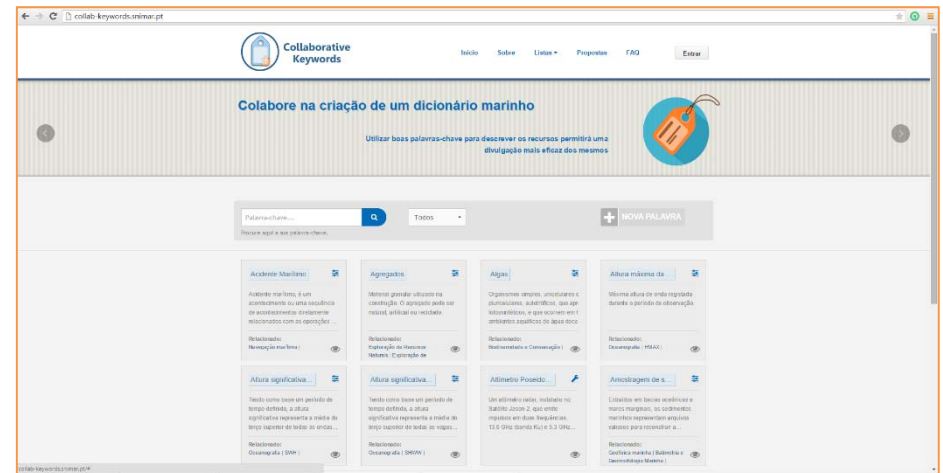 collab-keywords.snimar.pt
Collaborative
Keywords
Início Sobre Listas Propostas FAQ Entrar
Colabore na criação de um dicionário marinho
Utilizar boas palavras-chave para descrever os recursos permitirá uma
divulgação mais eficaz dos mesmos
Palavra-chave...
Todos
NOVA PALAVRA
Procure aqui a sua palavra-chave.
Acidente Marítimo
Acidente marítimo, é um
acontecimento ou uma sequência
de acontecimentos diretamente
relacionados com as operações ...
Relacionado:
Navegação marítima |
Agregados
Material granular utilizado na
construção. O agregado pode ser
natural, artificial ou reciclado.
Relacionado:
Exploração de Recursos
Naturais | Exploração de
Algas
Organismos simples, unicelulares e
pluricelulares, autotróficos, que
fotossintéticos, e que ocorrem em
ambientes aquáticos de água doce
Relacionado:
Biodiversidade e Conservação |
Altura máxima da ...
Máxima altura de onda registada
durante o período de observação.
Relacionado:
Oceanografia | HMAX |
Altura significativa...
Tendo como base um período de
tempo definido, a altura
significativa representa a média do
terço superior de todas as ondas...
Relacionado:
Oceanografia | SWH |
Altura significativa...
Tendo como base um período de
tempo definido, a altura
significativa representa a média do
terço superior de todas as vagas...
Relacionado:
Oceanografia | SHWW |
Altímetro Poseido...
Um altímetro radar, instalado no
Satélite Jason 2, que emite
impulsos em duas frequências:
13.6 GHz (banda Ku) e 5.3 GHz...
Amostragem de s...
Extraídos em bacias oceânicas e
mares marginais, os sedimentos
marinhos representam arquivos
valiosos para reconstruir a...
Relacionado:
Geofísica marinha | Batimetria e
Geomorfologia Marinha |
collab-keywords.snimar.pt/#